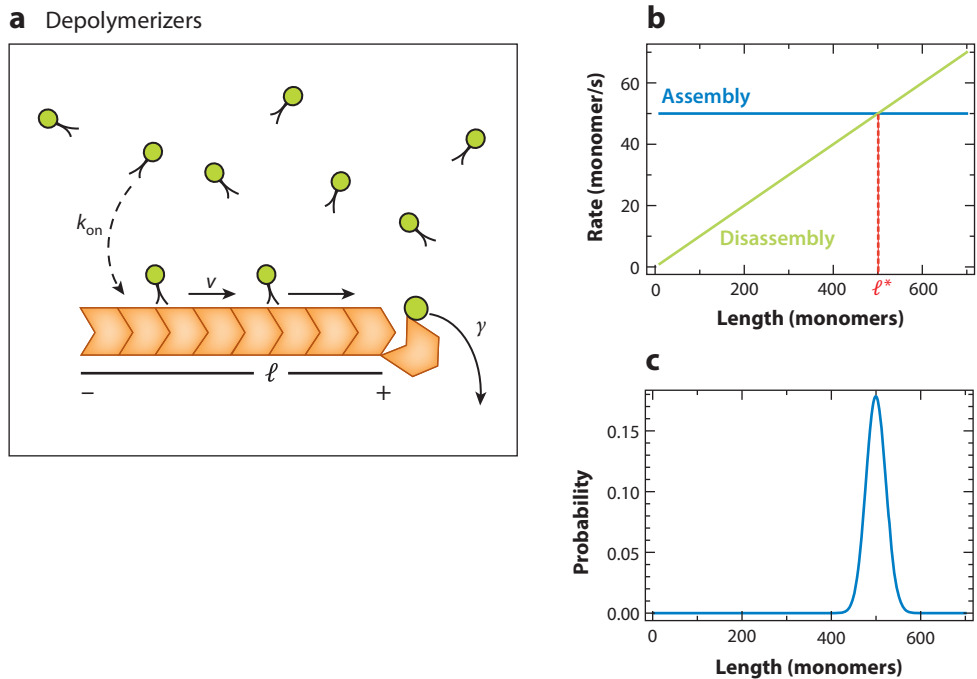 a Depolymerizers
k_on
v
γ
ℓ
− +
b
Rate (monomer/s)
60
40
20
0
Assembly
Disassembly
0 200 400 ℓ* 600
Length (monomers)
c
Probability
0.15
0.10
0.05
0.00
0 200 400 600
Length (monomers)